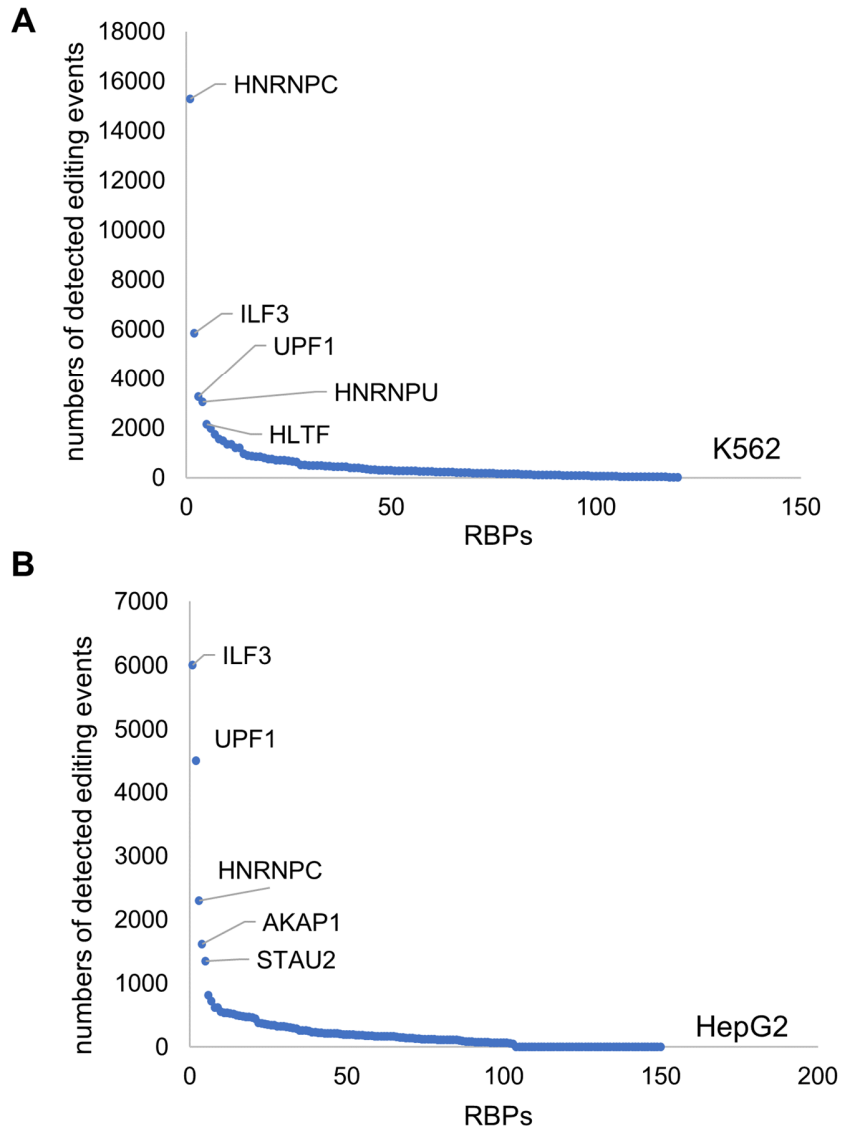 A
numbers of detected editing events
18000
16000
14000
12000
10000
8000
6000
4000
2000
0
HNRNPC
ILF3
UPF1
HNRNPU
HLTF
K562
0 50 100 150
RBPs
B
numbers of detected editing events
7000
6000
5000
4000
3000
2000
1000
0
ILF3
UPF1
HNRNPC
AKAP1
STAU2
HepG2
0 50 100 150 200
RBPs